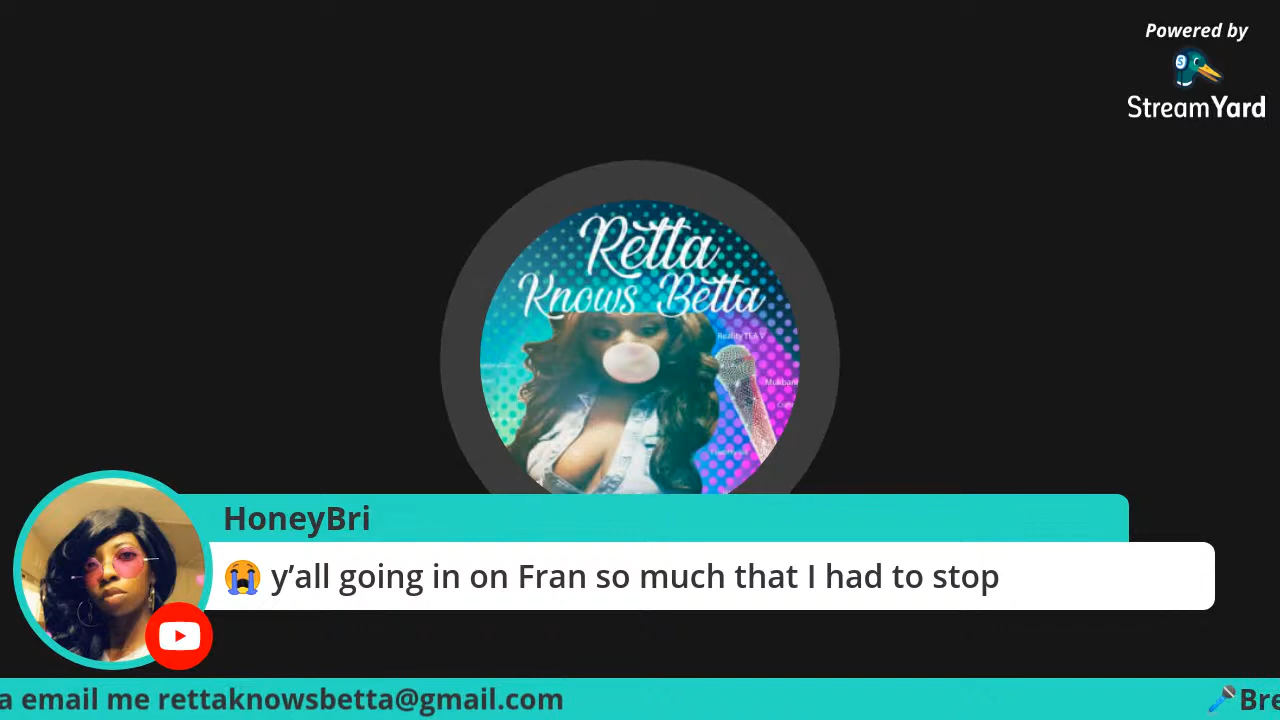 Powered by
StreamYard
Retta
Knows Betta
RealityTEA
HoneyBri
😭 y’all going in on Fran so much that I had to stop
a email me rettaknowsbetta@gmail.com
🎤Bre